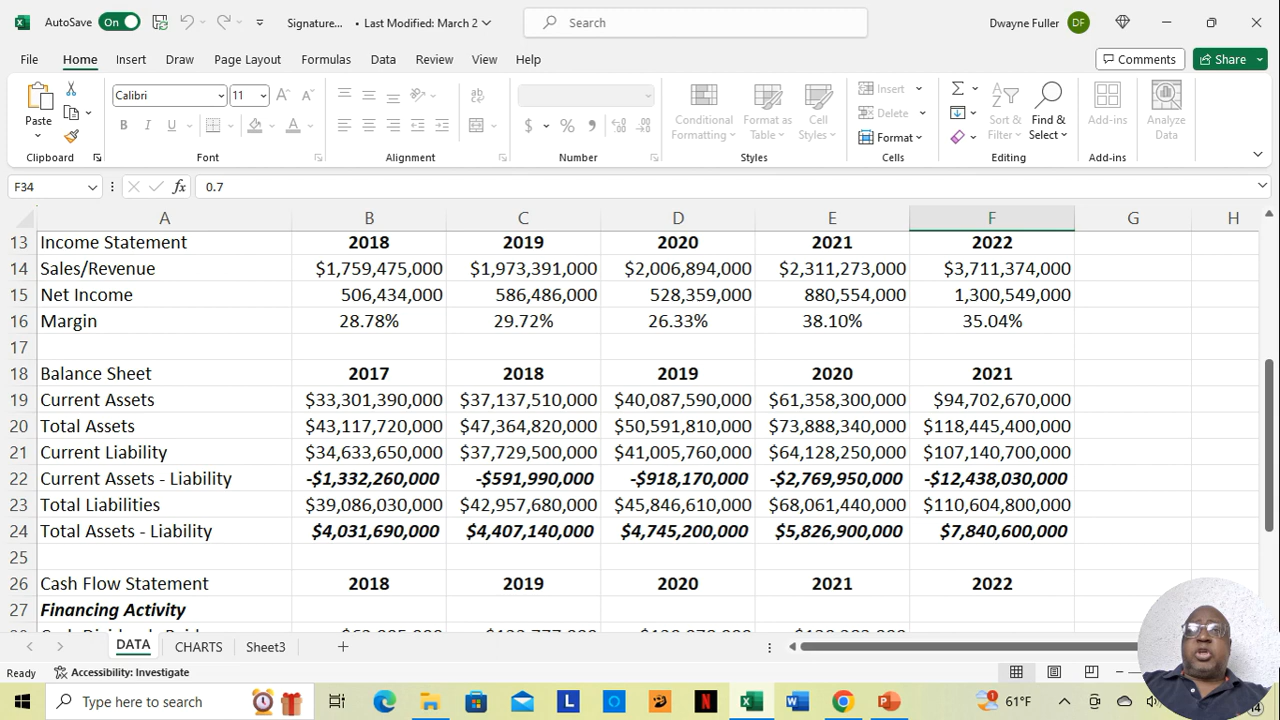 AutoSave On Signature... • Last Modified: March 2 Search Dwayne Fuller DF
File Home Insert Draw Page Layout Formulas Data Review View Help Comments Share
Paste Calibri 11 Conditional Formatting Format as Table Cell Styles Insert Delete Format Sort & Filter Find & Select Add-ins Analyze Data
Clipboard Font Alignment Number Styles Cells Editing Add-ins
F34 fx 0.7
A B C D E F G H
13 Income Statement 2018 2019 2020 2021 2022
14 Sales/Revenue $1,759,475,000 $1,973,391,000 $2,006,894,000 $2,311,273,000 $3,711,374,000
15 Net Income 506,434,000 586,486,000 528,359,000 880,554,000 1,300,549,000
16 Margin 28.78% 29.72% 26.33% 38.10% 35.04%
17
18 Balance Sheet 2017 2018 2019 2020 2021
19 Current Assets $33,301,390,000 $37,137,510,000 $40,087,590,000 $61,358,300,000 $94,702,670,000
20 Total Assets $43,117,720,000 $47,364,820,000 $50,591,810,000 $73,888,340,000 $118,445,400,000
21 Current Liability $34,633,650,000 $37,729,500,000 $41,005,760,000 $64,128,250,000 $107,140,700,000
22 Current Assets - Liability -$1,332,260,000 -$591,990,000 -$918,170,000 -$2,769,950,000 -$12,438,030,000
23 Total Liabilities $39,086,030,000 $42,957,680,000 $45,846,610,000 $68,061,440,000 $110,604,800,000
24 Total Assets - Liability $4,031,690,000 $4,407,140,000 $4,745,200,000 $5,826,900,000 $7,840,600,000
25
26 Cash Flow Statement 2018 2019 2020 2021 2022
27 Financing Activity
DATA CHARTS Sheet3
Ready Accessibility: Investigate
Type here to search 61°F